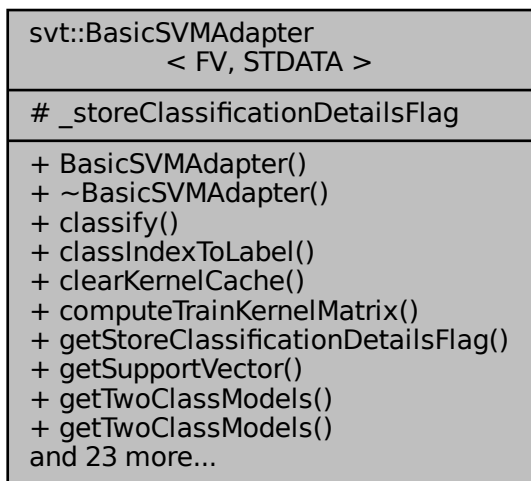 svt::BasicSVMAdapter
< FV, STDATA >
# _storeClassificationDetailsFlag
+ BasicSVMAdapter()
+ ~BasicSVMAdapter()
+ classify()
+ classIndexToLabel()
+ clearKernelCache()
+ computeTrainKernelMatrix()
+ getStoreClassificationDetailsFlag()
+ getSupportVector()
+ getTwoClassModels()
+ getTwoClassModels()
and 23 more...